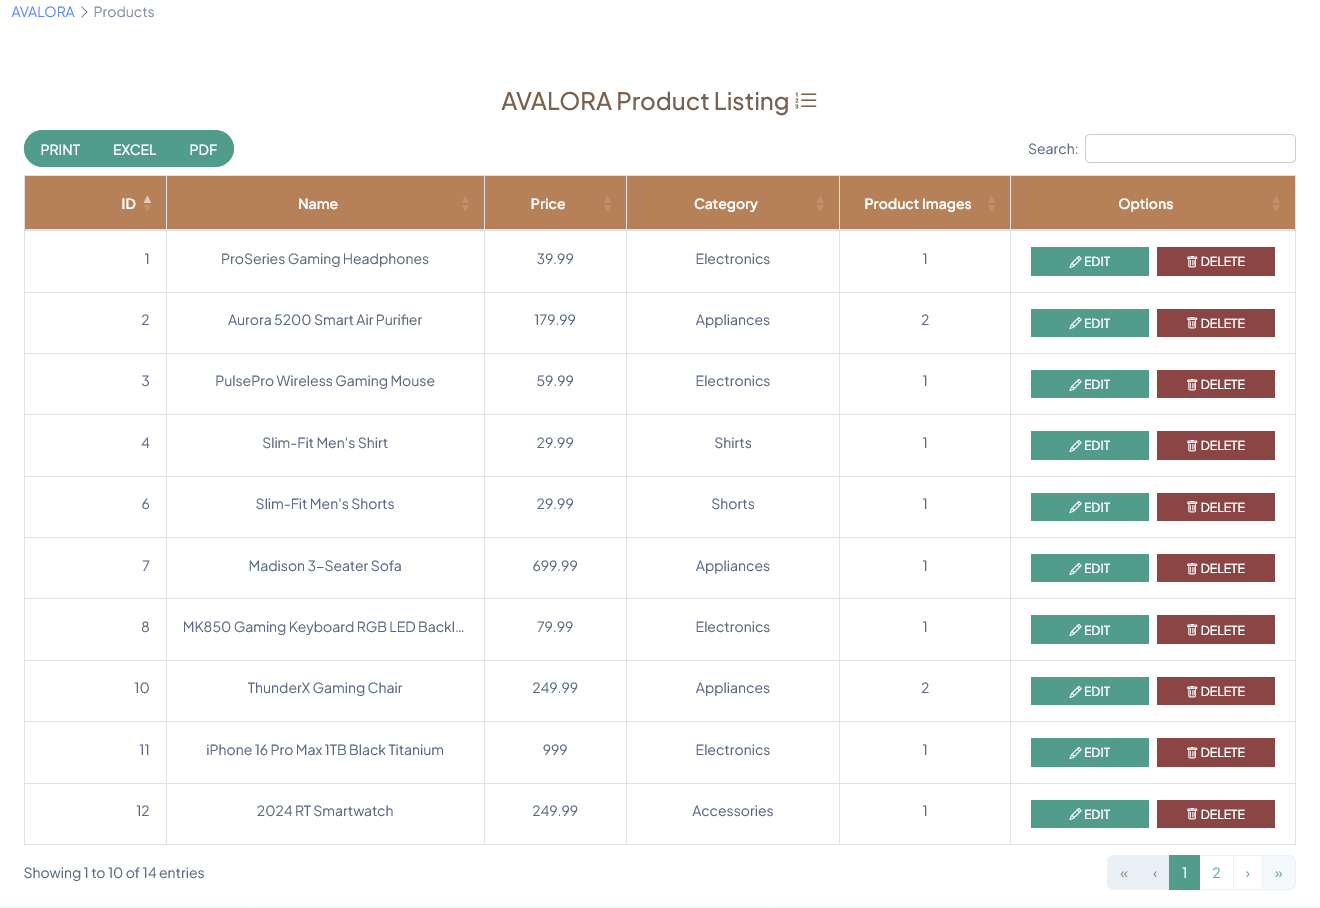 AVALORA > Products
AVALORA Product Listing
PRINT EXCEL PDF Search:
ID Name Price Category Product Images Options
1 ProSeries Gaming Headphones 39.99 Electronics 1 EDIT DELETE
2 Aurora 5200 Smart Air Purifier 179.99 Appliances 2 EDIT DELETE
3 PulsePro Wireless Gaming Mouse 59.99 Electronics 1 EDIT DELETE
4 Slim-Fit Men's Shirt 29.99 Shirts 1 EDIT DELETE
6 Slim-Fit Men's Shorts 29.99 Shorts 1 EDIT DELETE
7 Madison 3–Seater Sofa 699.99 Appliances 1 EDIT DELETE
8 MK850 Gaming Keyboard RGB LED Backl... 79.99 Electronics 1 EDIT DELETE
10 ThunderX Gaming Chair 249.99 Appliances 2 EDIT DELETE
11 iPhone 16 Pro Max 1TB Black Titanium 999 Electronics 1 EDIT DELETE
12 2024 RT Smartwatch 249.99 Accessories 1 EDIT DELETE
Showing 1 to 10 of 14 entries « ‹ 1 2 › »